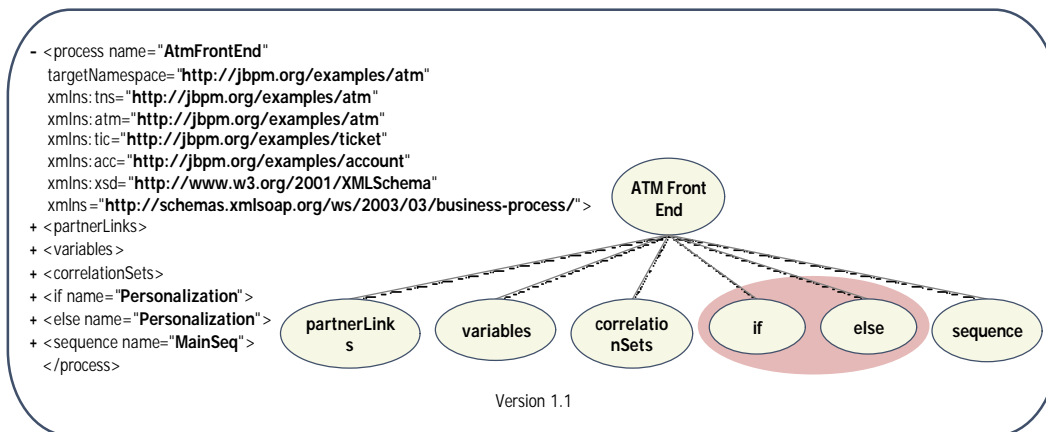 - <process name="AtmFrontEnd"
targetNamespace="http://jbpm.org/examples/atm"
xmlns:tns="http://jbpm.org/examples/atm"
xmlns:atm="http://jbpm.org/examples/atm"
xmlns:tic="http://jbpm.org/examples/ticket"
xmlns:acc="http://jbpm.org/examples/account"
xmlns:xsd="http://www.w3.org/2001/XMLSchema"
xmlns="http://schemas.xmlsoap.org/ws/2003/03/business-process/">
+ <partnerLinks>
+ <variables>
+ <correlationSets>
+ <if name="Personalization">
+ <else name="Personalization">
+ <sequence name="MainSeq">
</process>
ATM Front
End
partnerLink
s
variables
correlatio
nSets
if
else
sequence
Version 1.1